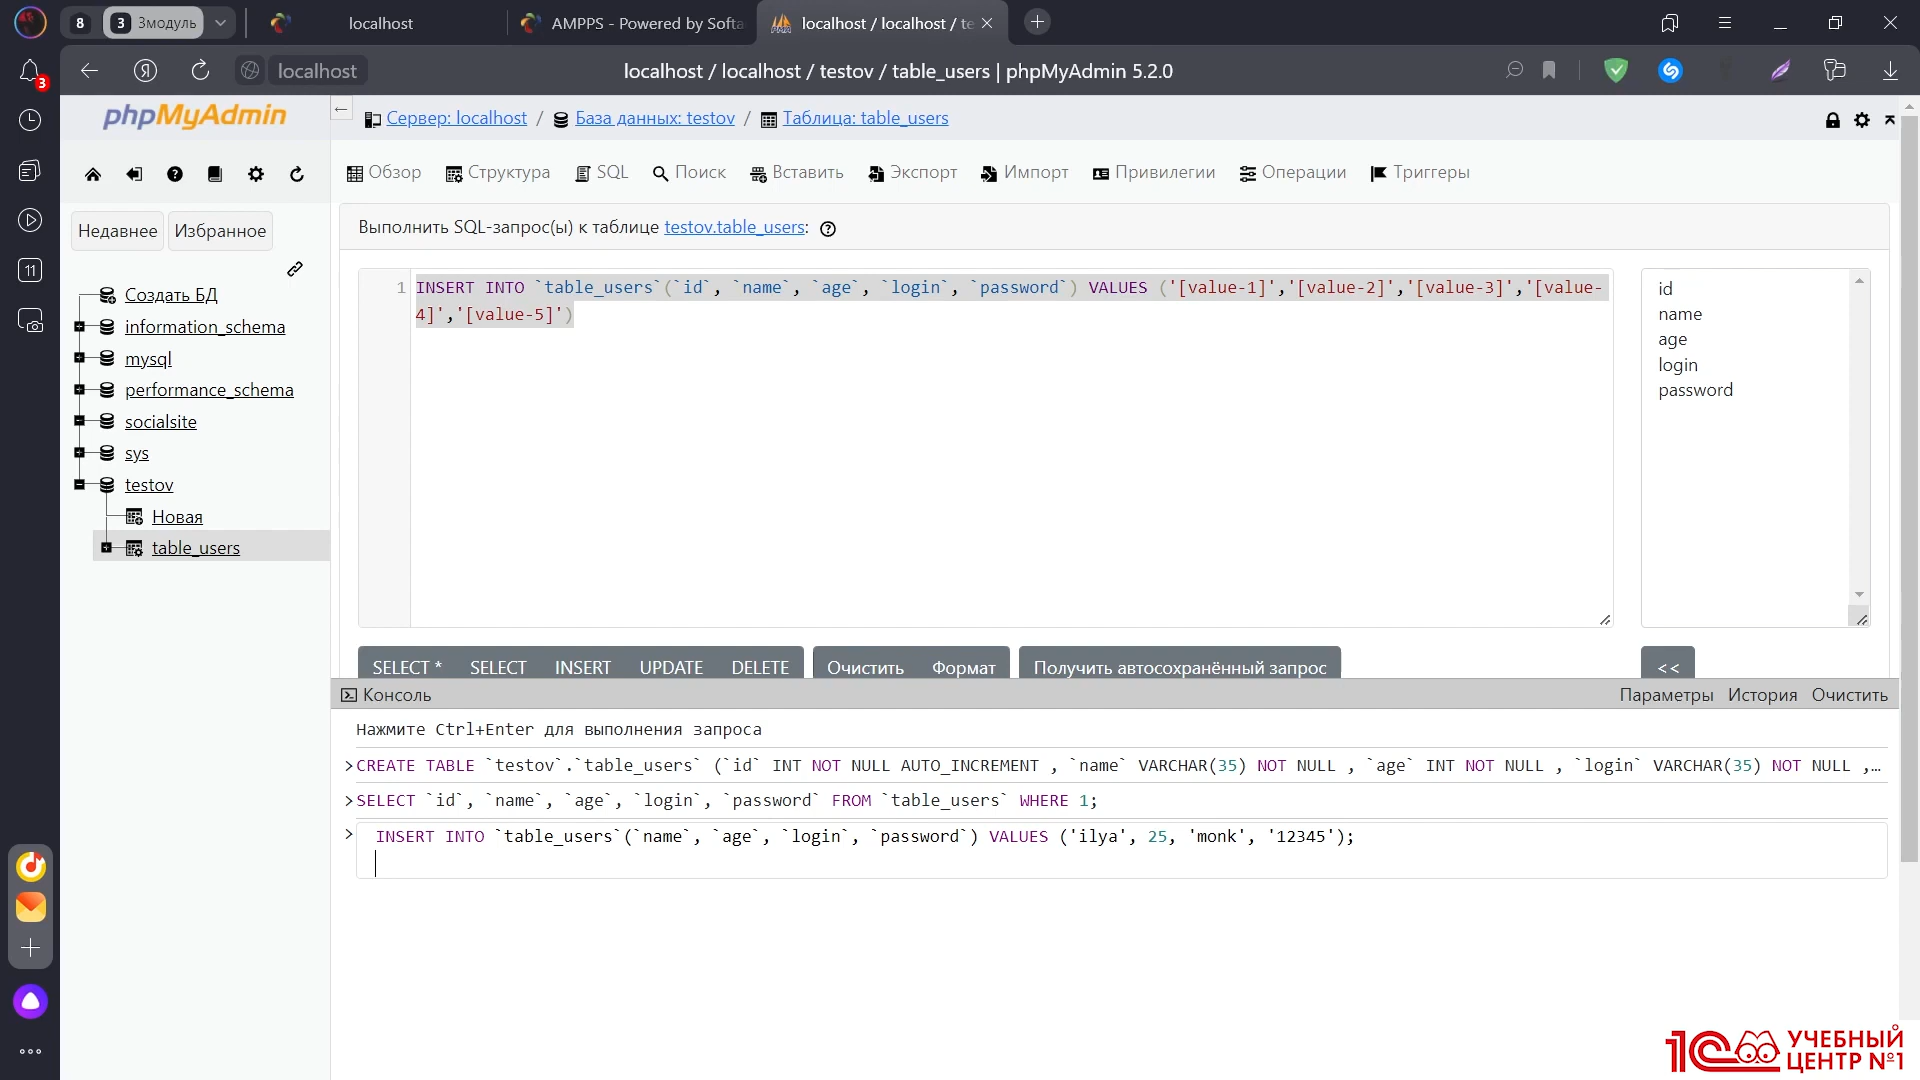 8
3 3модуль
localhost
AMPPS - Powered by Softa
localhost / localhost / te
localhost
localhost / localhost / testov / table_users | phpMyAdmin 5.2.0
3
11
phpMyAdmin
Недавнее
Избранное
Создать БД
information_schema
mysql
performance_schema
socialsite
sys
testov
Новая
table_users
Сервер: localhost / База данных: testov / Таблица: table_users
Обзор
Структура
SQL
Поиск
Вставить
Экспорт
Импорт
Привилегии
Операции
Триггеры
Выполнить SQL-запрос(ы) к таблице testov.table_users:
1
INSERT INTO `table_users`(`id`, `name`, `age`, `login`, `password`) VALUES ('[value-1]','[value-2]','[value-3]','[value-
4]','[value-5]')
id
name
age
login
password
SELECT *
SELECT
INSERT
UPDATE
DELETE
Очистить
Формат
Получить автосохранённый запрос
<<
Консоль
Параметры
История
Очистить
Нажмите Ctrl+Enter для выполнения запроса
>CREATE TABLE `testov`.`table_users` (`id` INT NOT NULL AUTO_INCREMENT , `name` VARCHAR(35) NOT NULL , `age` INT NOT NULL , `login` VARCHAR(35) NOT NULL ,…
>SELECT `id`, `name`, `age`, `login`, `password` FROM `table_users` WHERE 1;
> INSERT INTO `table_users`(`name`, `age`, `login`, `password`) VALUES ('ilya', 25, 'monk', '12345');
1С УЧЕБНЫЙ
ЦЕНТР №1